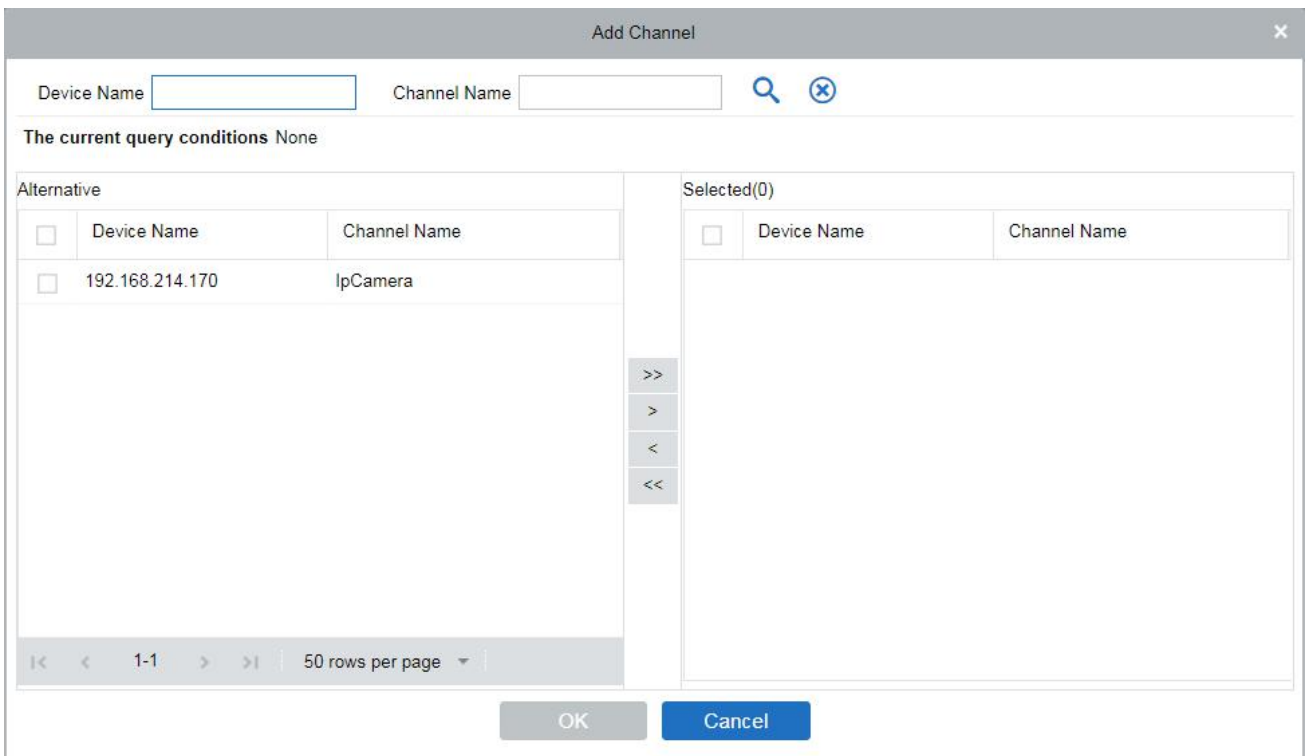 Add Channel ×
Device Name Channel Name
The current query conditions None
Alternative
Device Name Channel Name
192.168.214.170 IpCamera
>>
>
<
<<
Selected(0)
Device Name Channel Name
|< < 1-1 > >| 50 rows per page
OK Cancel